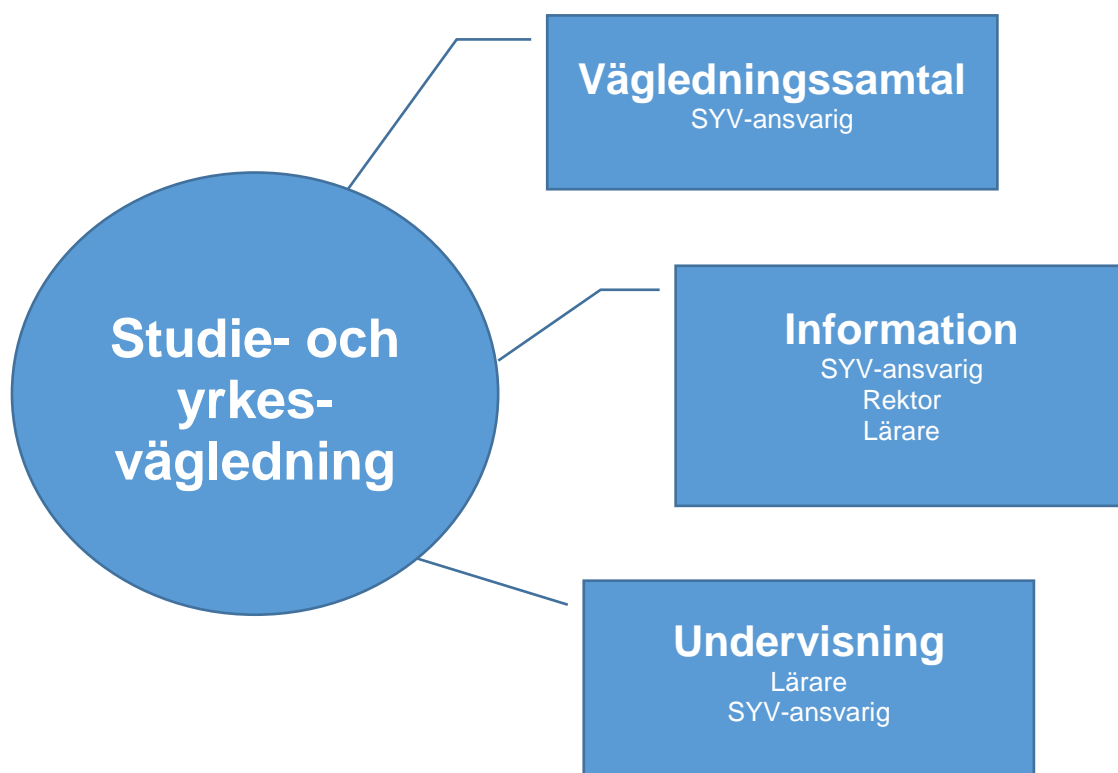 Vägledningssamtal
SYV-ansvarig
Studie- och
yrkes-
vägledning
Information
SYV-ansvarig
Rektor
Lärare
Undervisning
Lärare
SYV-ansvarig